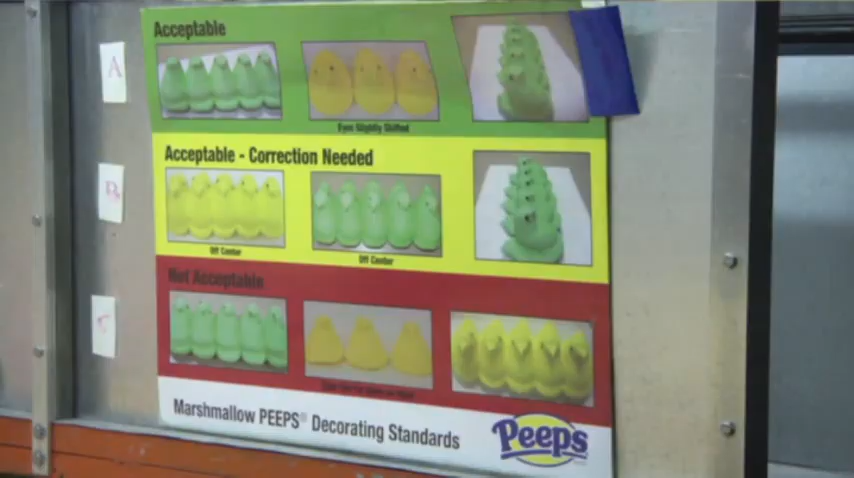 Acceptable
A
Eyes Slightly Shifted
Acceptable - Correction Needed
B
Off Center
Off Center
Not Acceptable
C
Marshmallow PEEPS® Decorating Standards
Peeps